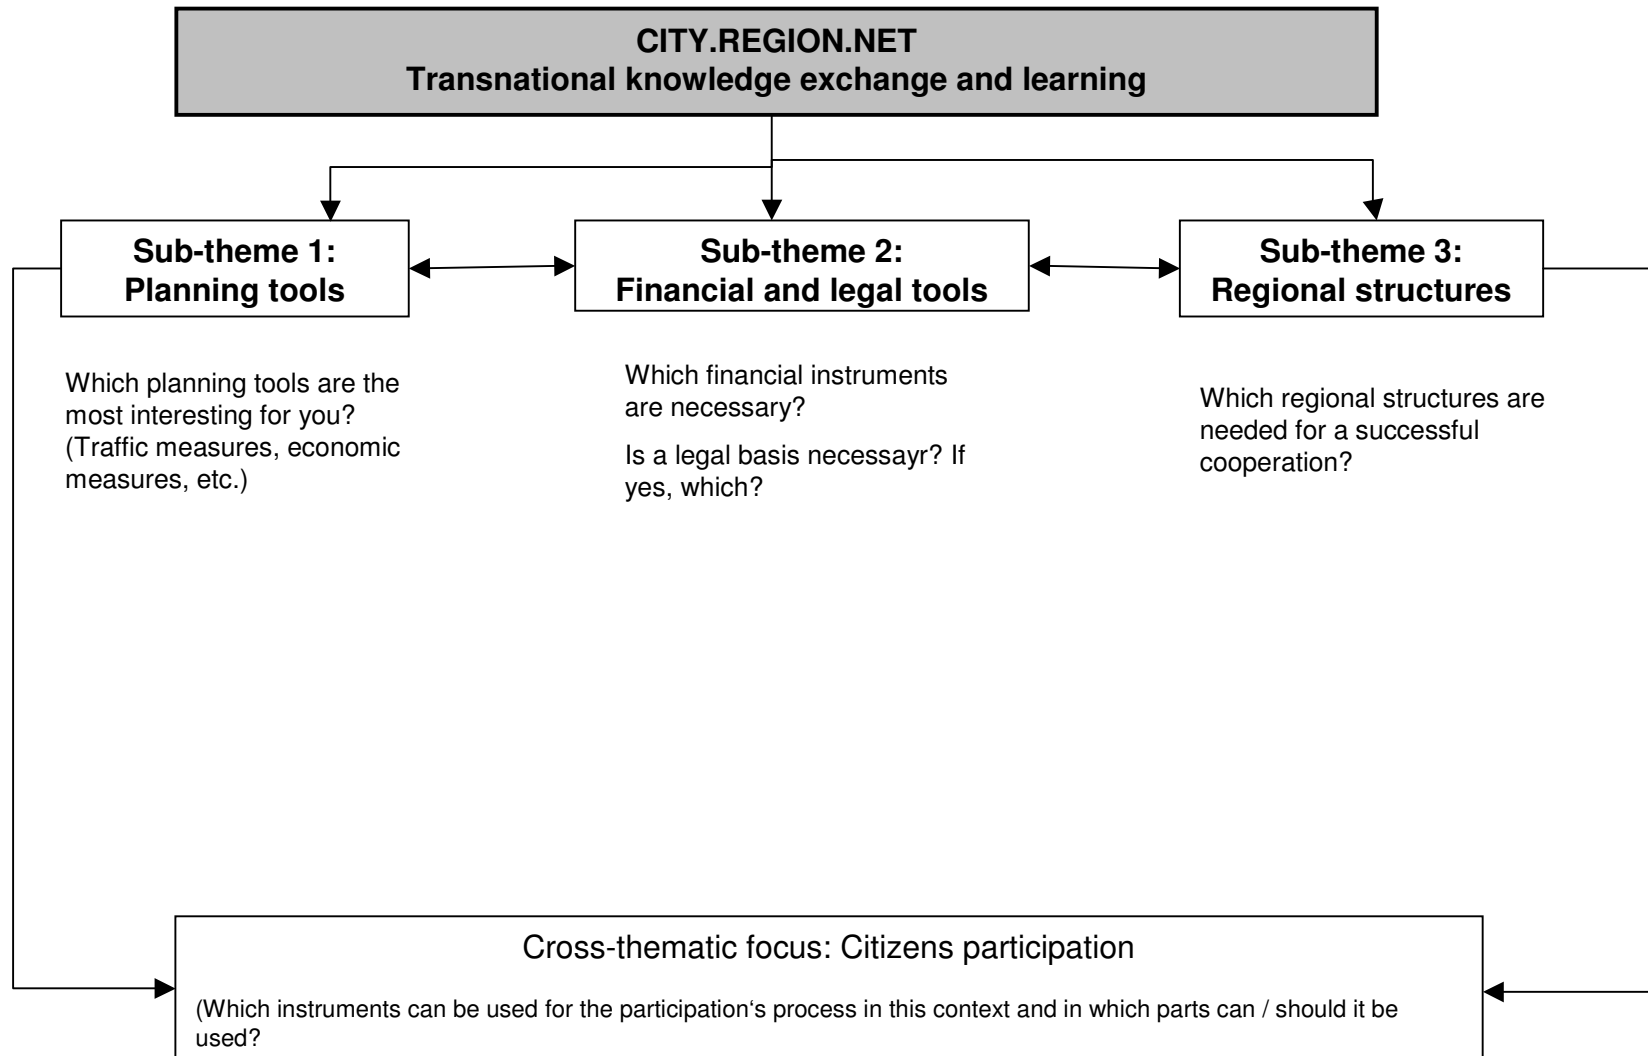 CITY.REGION.NET
Transnational knowledge exchange and learning
Sub-theme 1:
Planning tools
Sub-theme 2:
Financial and legal tools
Sub-theme 3:
Regional structures
Which planning tools are the
most interesting for you?
(Traffic measures, economic
measures, etc.)
Which financial instruments
are necessary?
Is a legal basis necessayr? If
yes, which?
Which regional structures are
needed for a successful
cooperation?
Cross-thematic focus: Citizens participation
(Which instruments can be used for the participation‘s process in this context and in which parts can / should it be
used?